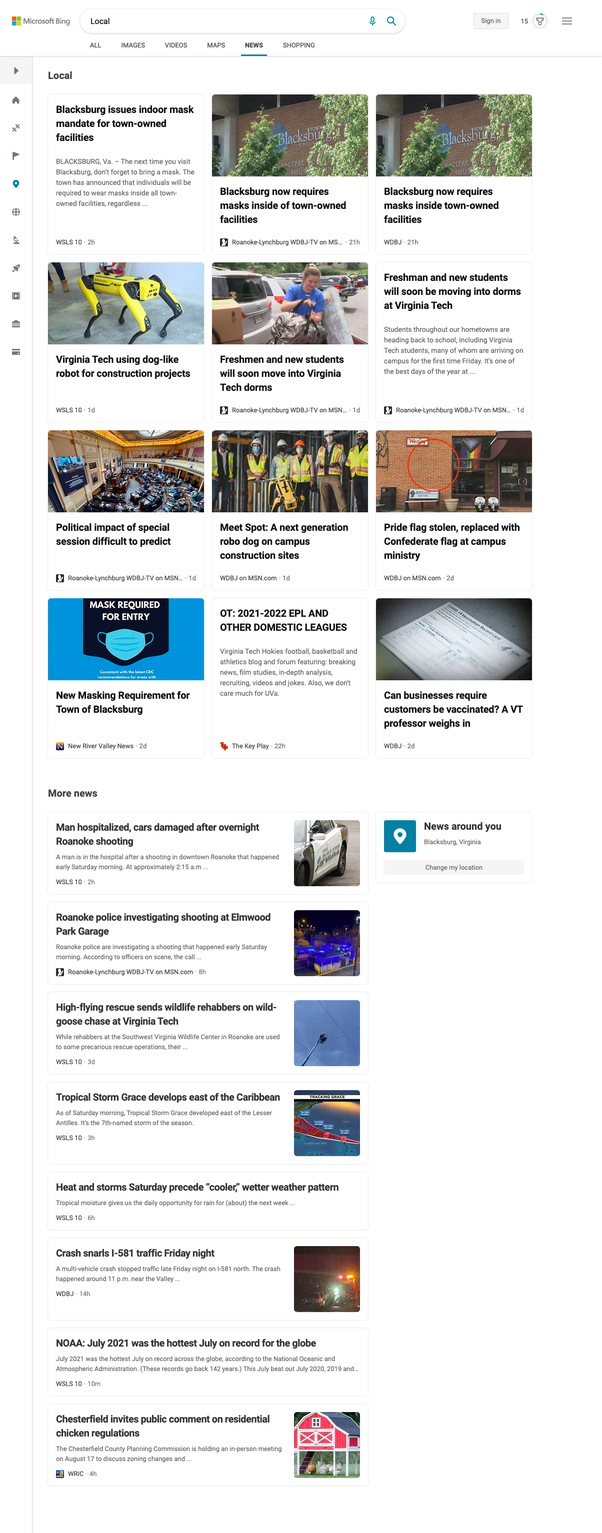 Microsoft Bing
Local
Sign in
15
ALL
IMAGES
VIDEOS
MAPS
NEWS
SHOPPING
Local
Blacksburg issues indoor mask
mandate for town-owned
facilities
BLACKSBURG, Va. – The next time you visit
Blacksburg, don't forget to bring a mask. The
town has announced that individuals will be
required to wear masks inside all town-
owned facilities, regardless ...
WSLS 10 · 2h
Blacksburg
Blacksburg now requires
masks inside of town-owned
facilities
Roanoke-Lynchburg WDBJ-TV on MS... · 21h
Blacksburg
Blacksburg now requires
masks inside town-owned
facilities
WDBJ · 21h
Virginia Tech using dog-like
robot for construction projects
WSLS 10 · 1d
Freshmen and new students
will soon move into Virginia
Tech dorms
Roanoke-Lynchburg WDBJ-TV on MSN... · 1d
Freshman and new students
will soon be moving into dorms
at Virginia Tech
Students throughout our hometowns are
heading back to school, including Virginia
Tech students, many of whom are arriving on
campus for the first time Friday. It's one of
the best days of the year at ...
Roanoke-Lynchburg WDBJ-TV on MSN... · 1d
Political impact of special
session difficult to predict
Roanoke-Lynchburg WDBJ-TV on MSN... · 1d
Meet Spot: A next generation
robo dog on campus
construction sites
WDBJ on MSN.com · 1d
Pride flag stolen, replaced with
Confederate flag at campus
ministry
WDBJ on MSN.com · 2d
MASK REQUIRED
FOR ENTRY
Consistent with the latest CDC
recommendations for areas with
New Masking Requirement for
Town of Blacksburg
New River Valley News · 2d
OT: 2021-2022 EPL AND
OTHER DOMESTIC LEAGUES
Virginia Tech Hokies football, basketball and
athletics blog and forum featuring: breaking
news, film studies, in-depth analysis,
recruiting, videos and jokes. Also, we don't
care much for UVa.
The Key Play · 22h
Can businesses require
customers be vaccinated? A VT
professor weighs in
WDBJ · 2d
More news
Man hospitalized, cars damaged after overnight
Roanoke shooting
A man is in the hospital after a shooting in downtown Roanoke that happened
early Saturday morning. At approximately 2:15 a.m ...
WSLS 10 · 2h
News around you
Blacksburg, Virginia
Change my location
Roanoke police investigating shooting at Elmwood
Park Garage
Roanoke police are investigating a shooting that happened early Saturday
morning. According to officers on scene, the call ...
Roanoke-Lynchburg WDBJ-TV on MSN.com · 8h
High-flying rescue sends wildlife rehabbers on wild-
goose chase at Virginia Tech
While rehabbers at the Southwest Virginia Wildlife Center in Roanoke are used
to some precarious rescue operations, their ...
WSLS 10 · 3d
Tropical Storm Grace develops east of the Caribbean
As of Saturday morning, Tropical Storm Grace developed east of the Lesser
Antilles. It's the 7th-named storm of the season.
WSLS 10 · 3h
TRACKING GRACE
Heat and storms Saturday precede “cooler,” wetter weather pattern
Tropical moisture gives us the daily opportunity for rain for (about) the next week ...
WSLS 10 · 6h
Crash snarls I-581 traffic Friday night
A multi-vehicle crash stopped traffic late Friday night on I-581 north. The crash
happened around 11 p.m. near the Valley ...
WDBJ · 14h
NOAA: July 2021 was the hottest July on record for the globe
July 2021 was the hottest July on record across the globe, according to the National Oceanic and
Atmospheric Administration. (These records go back 142 years.) This July beat out July 2020, 2019 and...
WSLS 10 · 10m
Chesterfield invites public comment on residential
chicken regulations
The Chesterfield County Planning Commission is holding an in-person meeting
on August 17 to discuss zoning changes and ...
WRIC · 4h